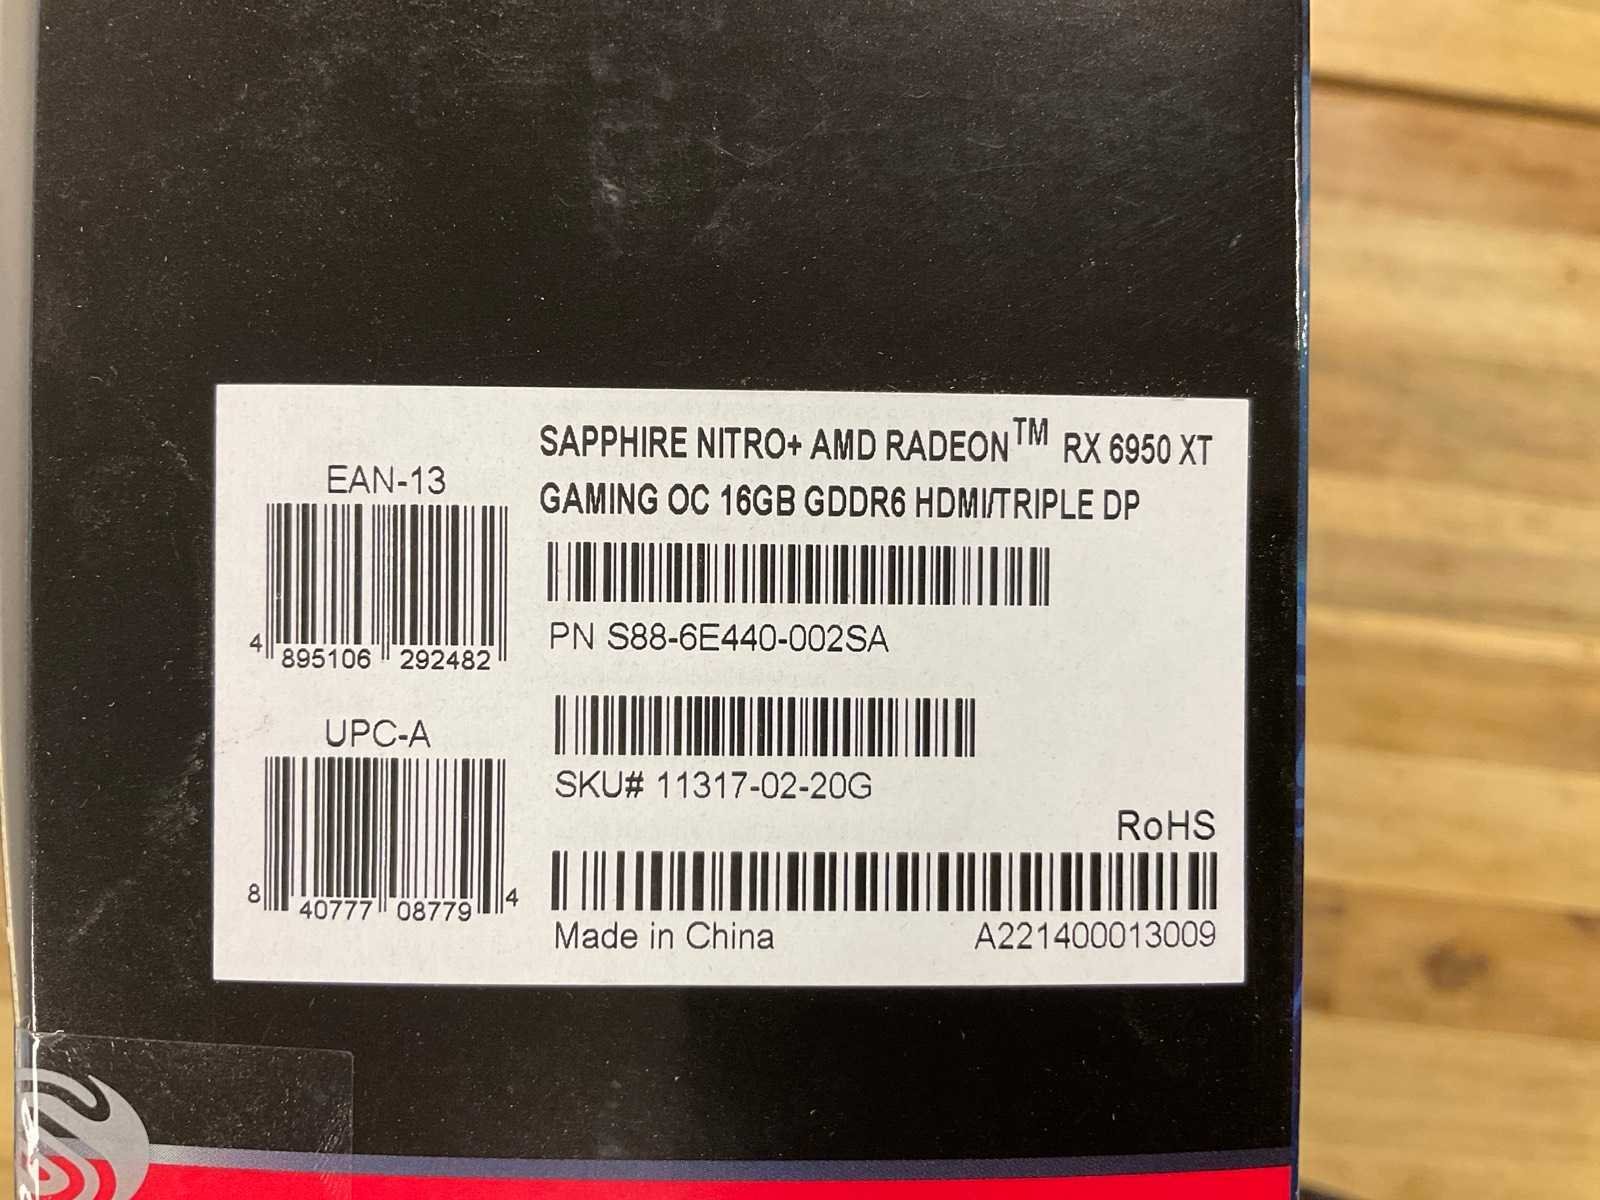 SAPPHIRE NITRO+ AMD RADEON™ RX 6950 XT
GAMING OC 16GB GDDR6 HDMI/TRIPLE DP
EAN-13
4 895106 292482
PN S88-6E440-002SA
UPC-A
8 40777 08779 4
SKU# 11317-02-20G
RoHS
Made in China A221400013009